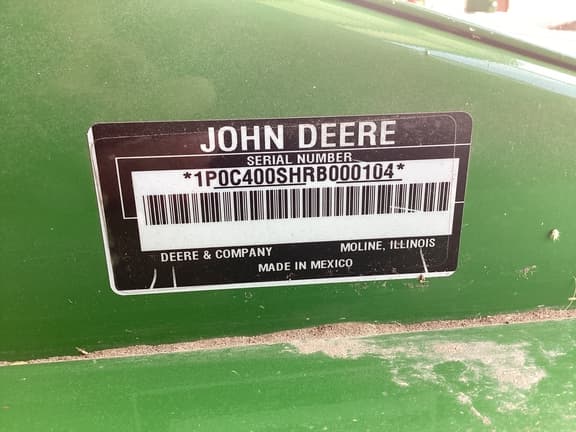 JOHN DEERE
SERIAL NUMBER
*1P0C400SHRB000104*
DEERE & COMPANY MOLINE, ILLINOIS
MADE IN MEXICO